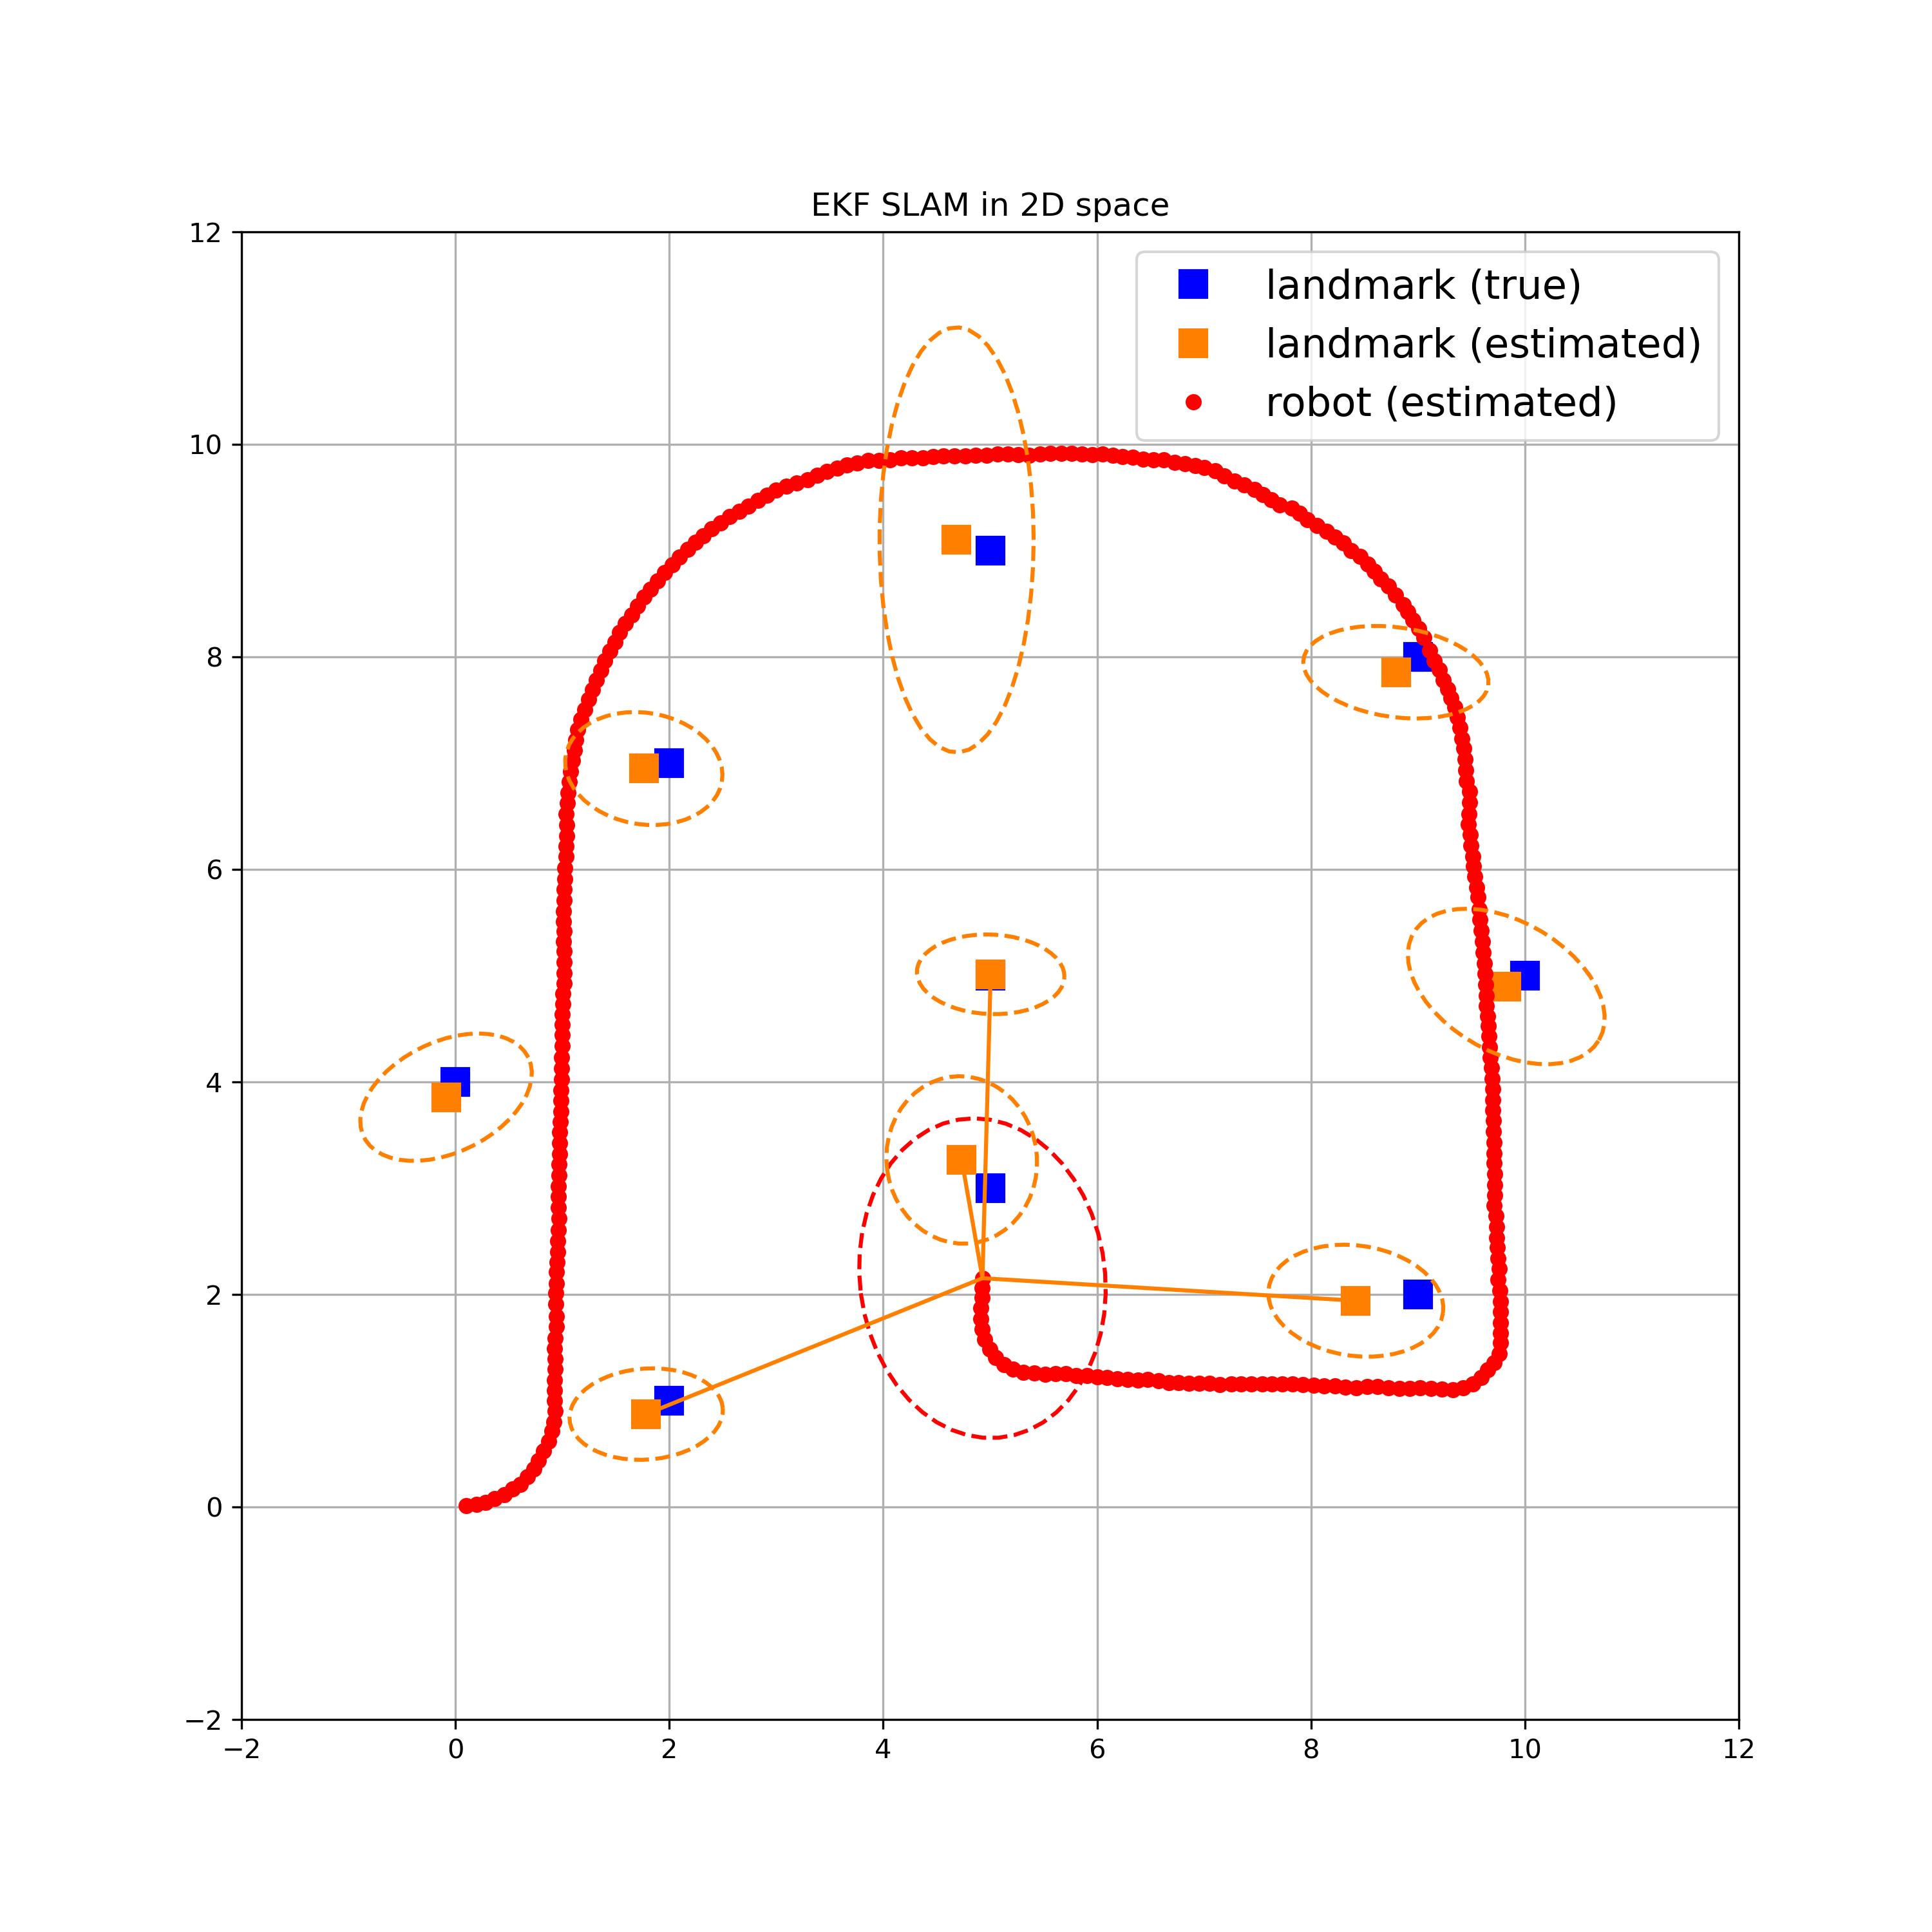 EKF SLAM in 2D space
12
landmark (true)
landmark (estimated)
robot (estimated)
10
8
6
4
2
0
−2
−2 0 2 4 6 8 10 12